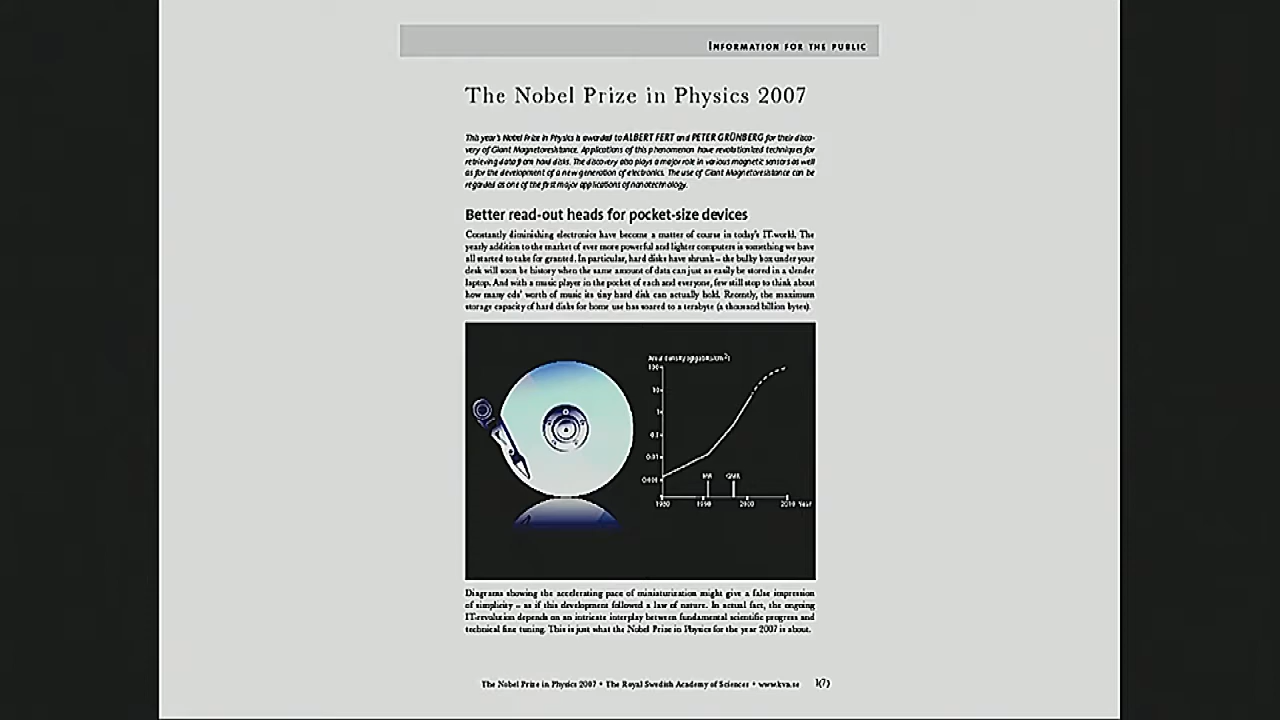 INFORMATION FOR THE PUBLIC
The Nobel Prize in Physics 2007
This year's Nobel Prize in Physics is awarded to ALBERT FERT and PETER GRÜNBERG for their disco-
very of Giant Magnetoresistance. Applications of this phenomenon have revolutionized techniques for
retrieving data from hard disks. The discovery also plays a major role in various magnetic sensors as well
as for the development of a new generation of electronics. The use of Giant Magnetoresistance can be
regarded as one of the first major applications of nanotechnology.
Better read-out heads for pocket-size devices
Constantly diminishing electronics have become a matter of course in today's IT-world. The
yearly addition to the market of ever more powerful and lighter computers is something we have
all started to take for granted. In particular, hard disks have shrunk – the bulky box under your
desk will soon be history when the same amount of data can just as easily be stored in a slender
laptop. And with a music player in the pocket of each and everyone, few still stop to think about
how many cds' worth of music its tiny hard disk can actually hold. Recently, the maximum
storage capacity of hard disks for home use has soared to a terabyte (a thousand billion bytes).
Areal density (gigabits/cm²)
100
10
1
0.1
0.01
0.001
MR GMR
1980 1990 2000 2010 Year
Diagrams showing the accelerating pace of miniaturization might give a false impression
of simplicity – as if this development followed a law of nature. In actual fact, the ongoing
IT-revolution depends on an intricate interplay between fundamental scientific progress and
technical fine tuning. This is just what the Nobel Prize in Physics for the year 2007 is about.
The Nobel Prize in Physics 2007 • The Royal Swedish Academy of Sciences • www.kva.se 1(7)